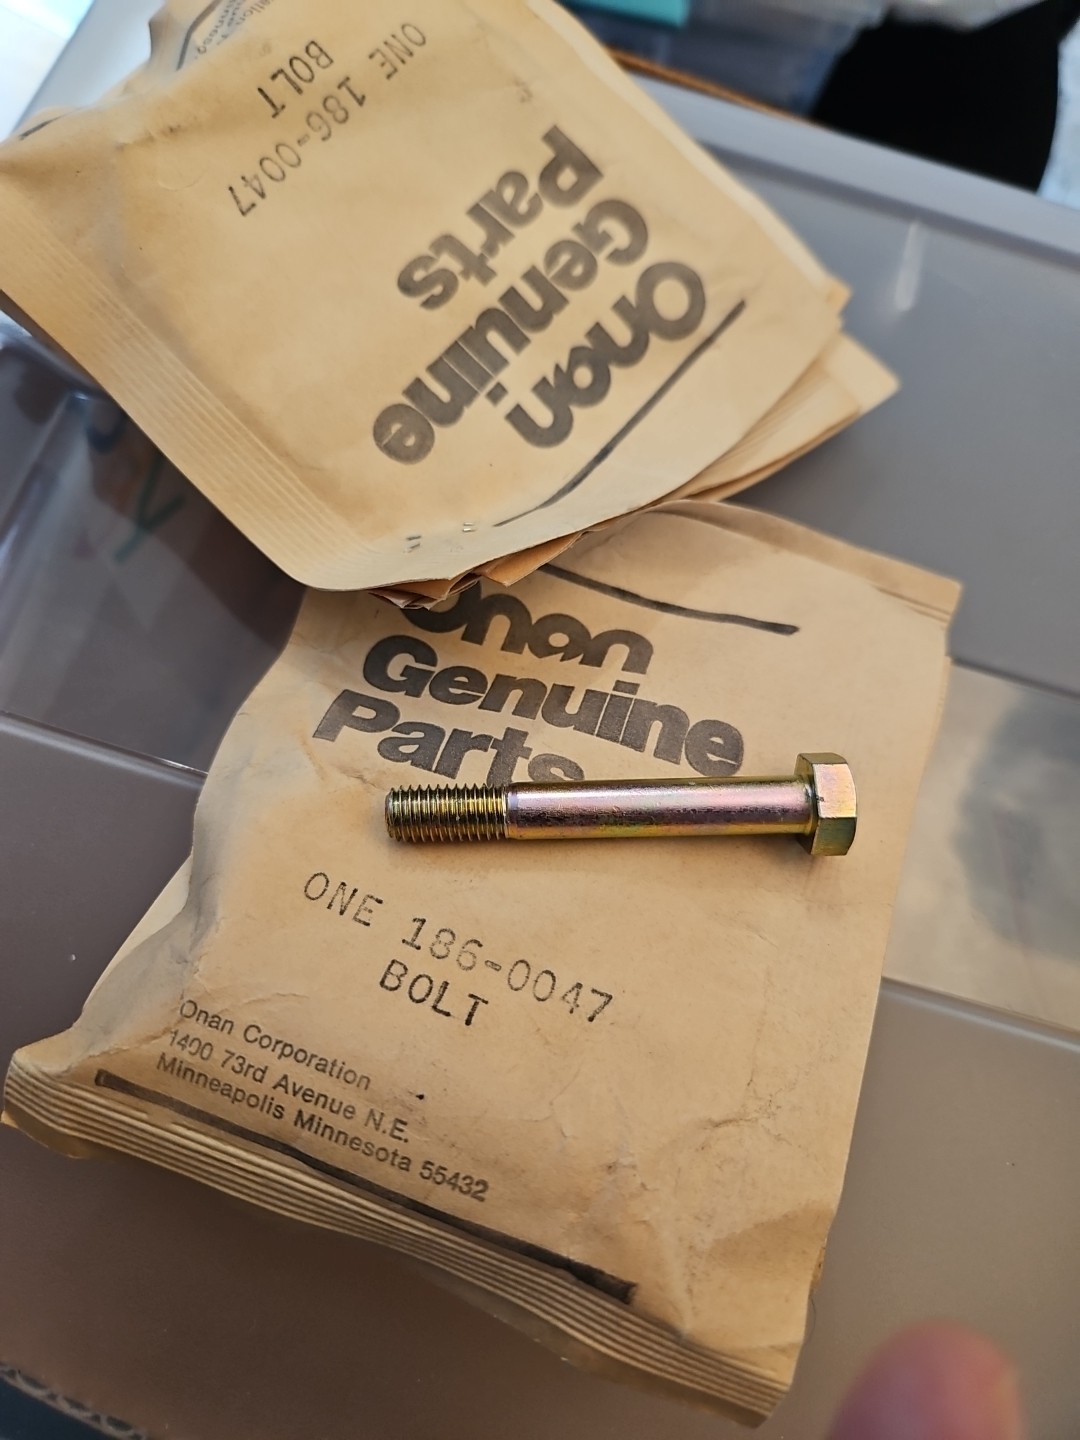 ONE 186-0047
BOLT
Onan
Genuine
Parts
Onan
Genuine
Parts
ONE 186-0047
BOLT
Onan Corporation
1400 73rd Avenue N.E.
Minneapolis Minnesota 55432